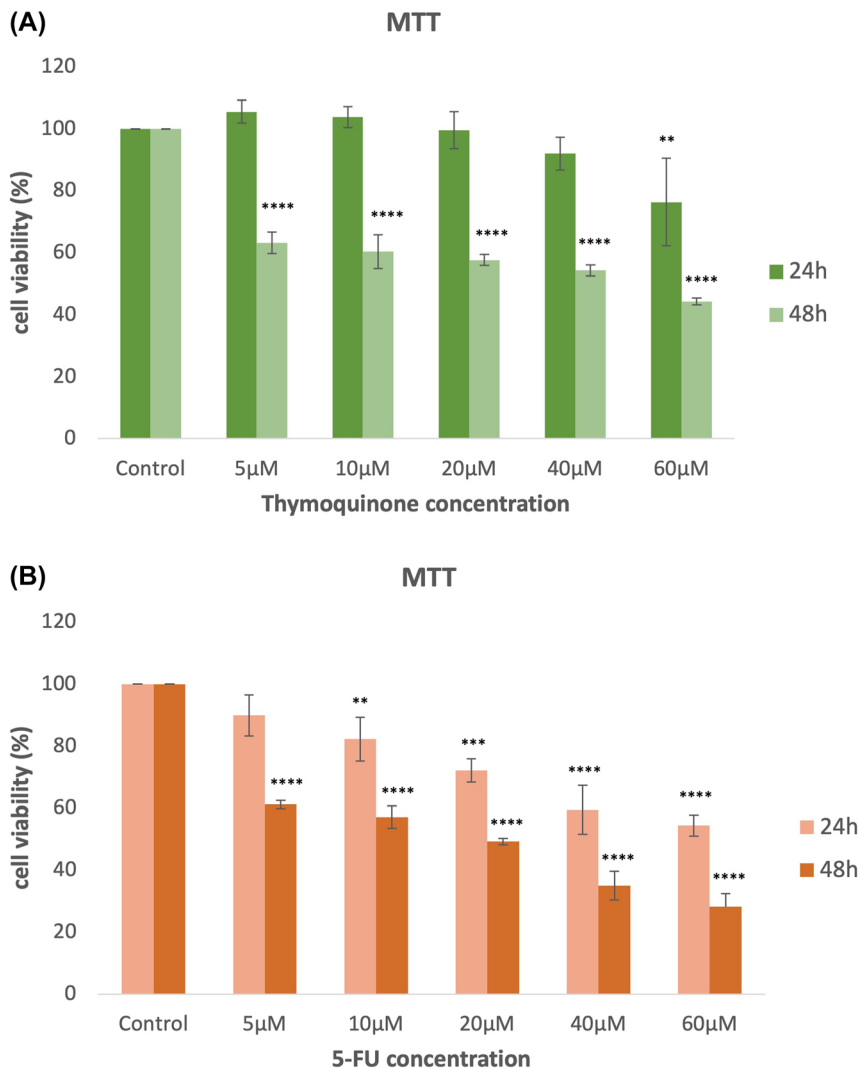 (A)
MTT
120
100
80
60
40
20
0
cell viability (%)
**
****
****
****
****
****
24h
48h
Control 5μM 10μM 20μM 40μM 60μM
Thymoquinone concentration
(B)
MTT
120
100
80
60
40
20
0
cell viability (%)
**
***
****
****
****
****
****
****
****
24h
48h
Control 5μM 10μM 20μM 40μM 60μM
5-FU concentration